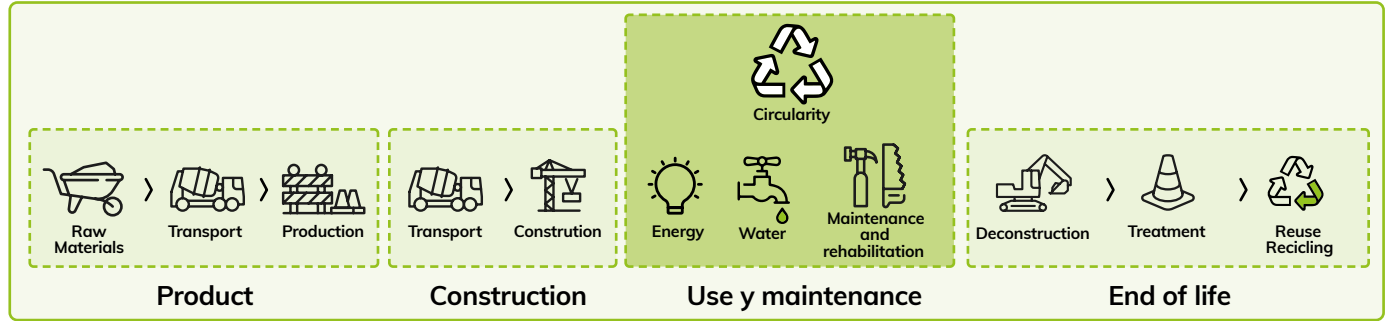 Circularity
Raw
Materials
Transport
Production
Transport
Constrution
Energy
Water
Maintenance
and
rehabilitation
Deconstruction
Treatment
Reuse
Recicling
Product
Construction
Use y maintenance
End of life